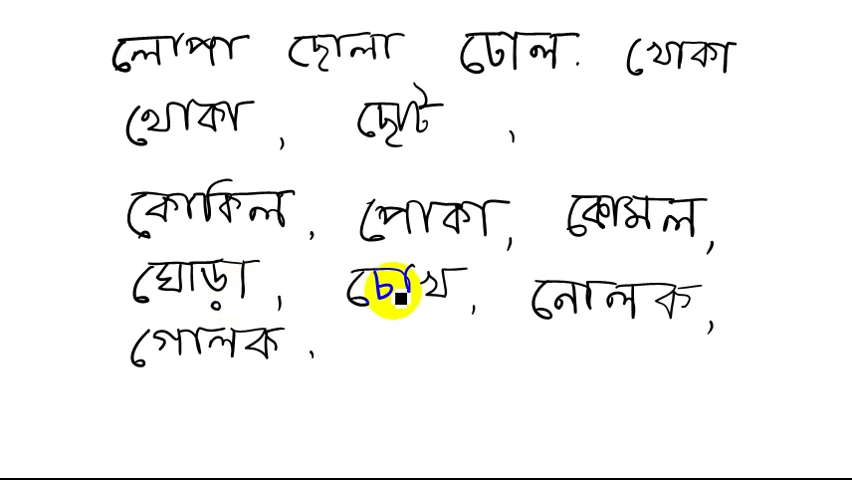 লোপা ছোলা ঢোল. খোকা
থোকা, ছোট ,
কোকিল, পোকা, কোমল,
ঘোড়া, চোখ, নোলক,
গোলক.